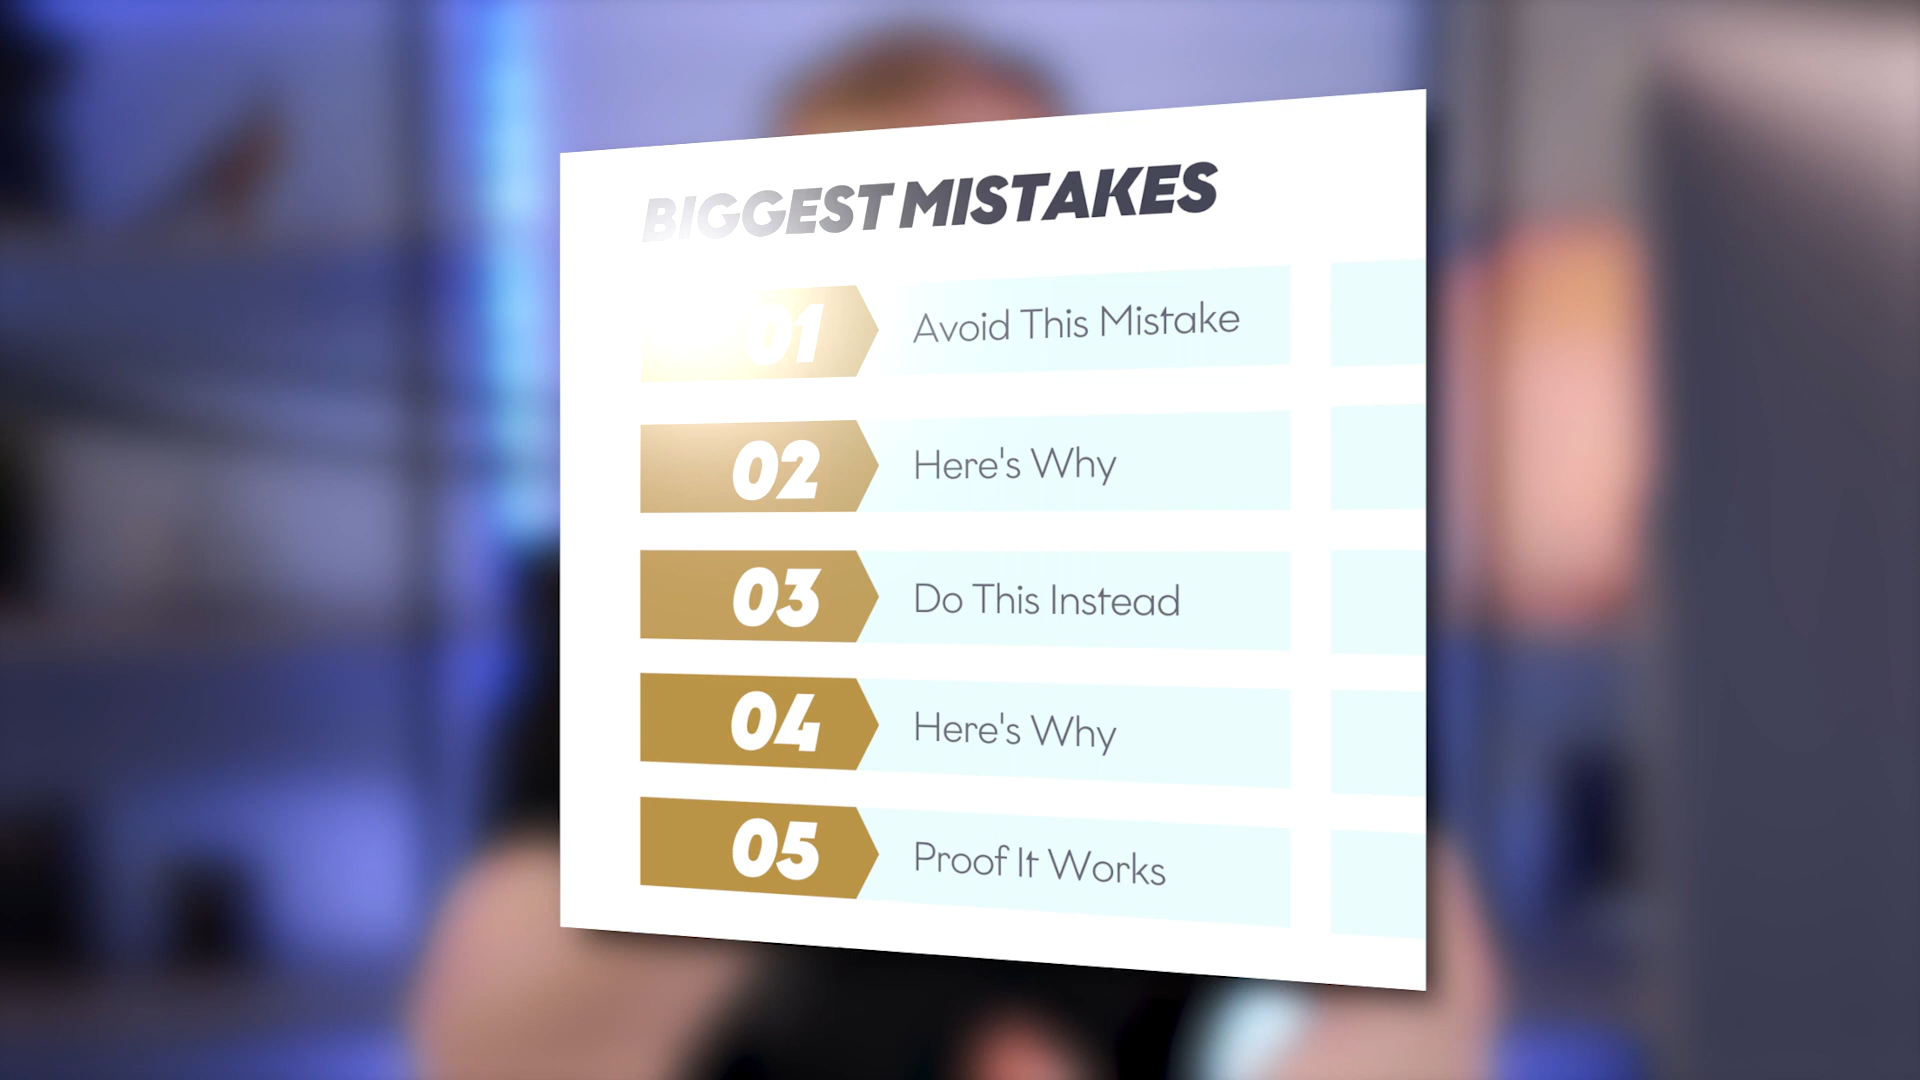 BIGGEST MISTAKES
01 Avoid This Mistake
02 Here's Why
03 Do This Instead
04 Here's Why
05 Proof It Works